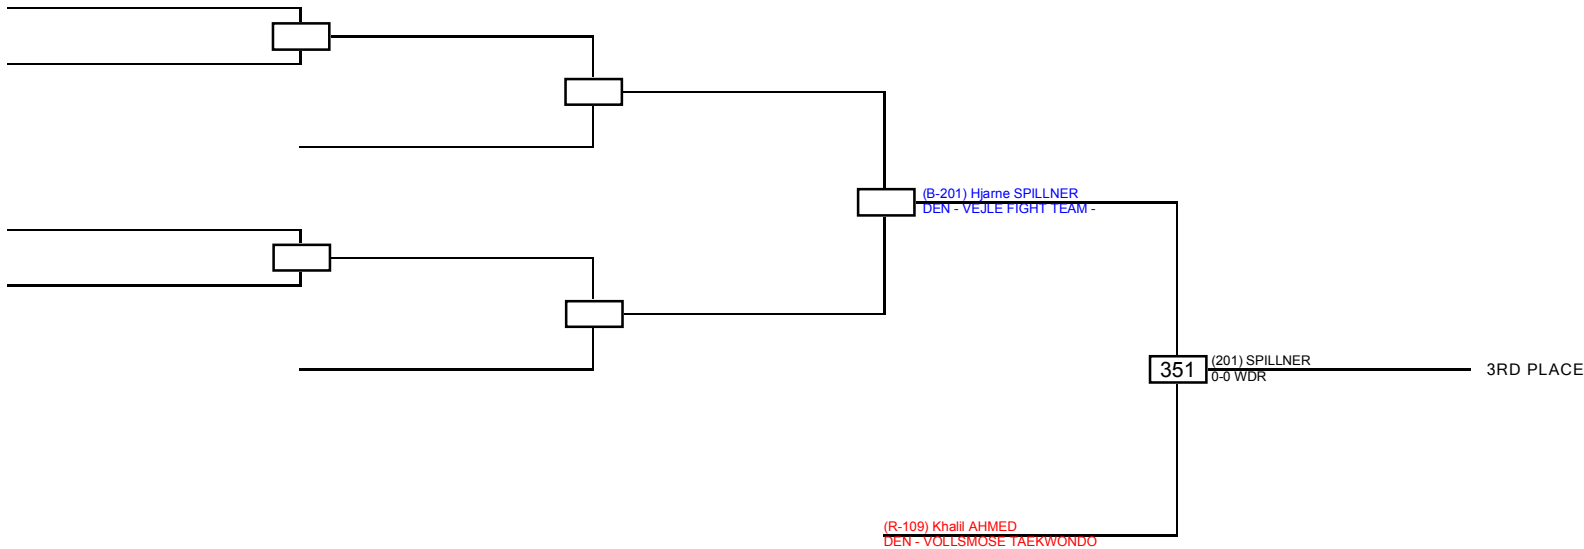 (B-201) Hjarne SPILLNER
DEN - VEJLE FIGHT TEAM -
351
(201) SPILLNER
0-0 WDR
3RD PLACE
(R-109) Khalil AHMED
DEN - VOLLSMOSE TAEKWONDO